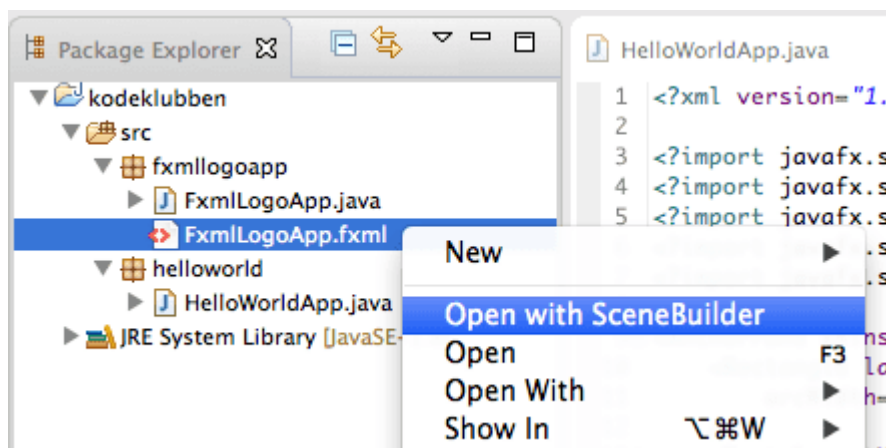 Package Explorer
kodeklubben
src
fxmllogoapp
FxmlLogoApp.java
FxmlLogoApp.fxml
helloworld
HelloWorldApp.java
JRE System Library [JavaSE-
HelloWorldApp.java
1 <?xml version="1.
2
3 <?import javafx.s
4 <?import javafx.s
5 <?import javafx.s
.s
.s
New
Open with SceneBuilder
Open F3
Open With
Show In ⌥⌘W